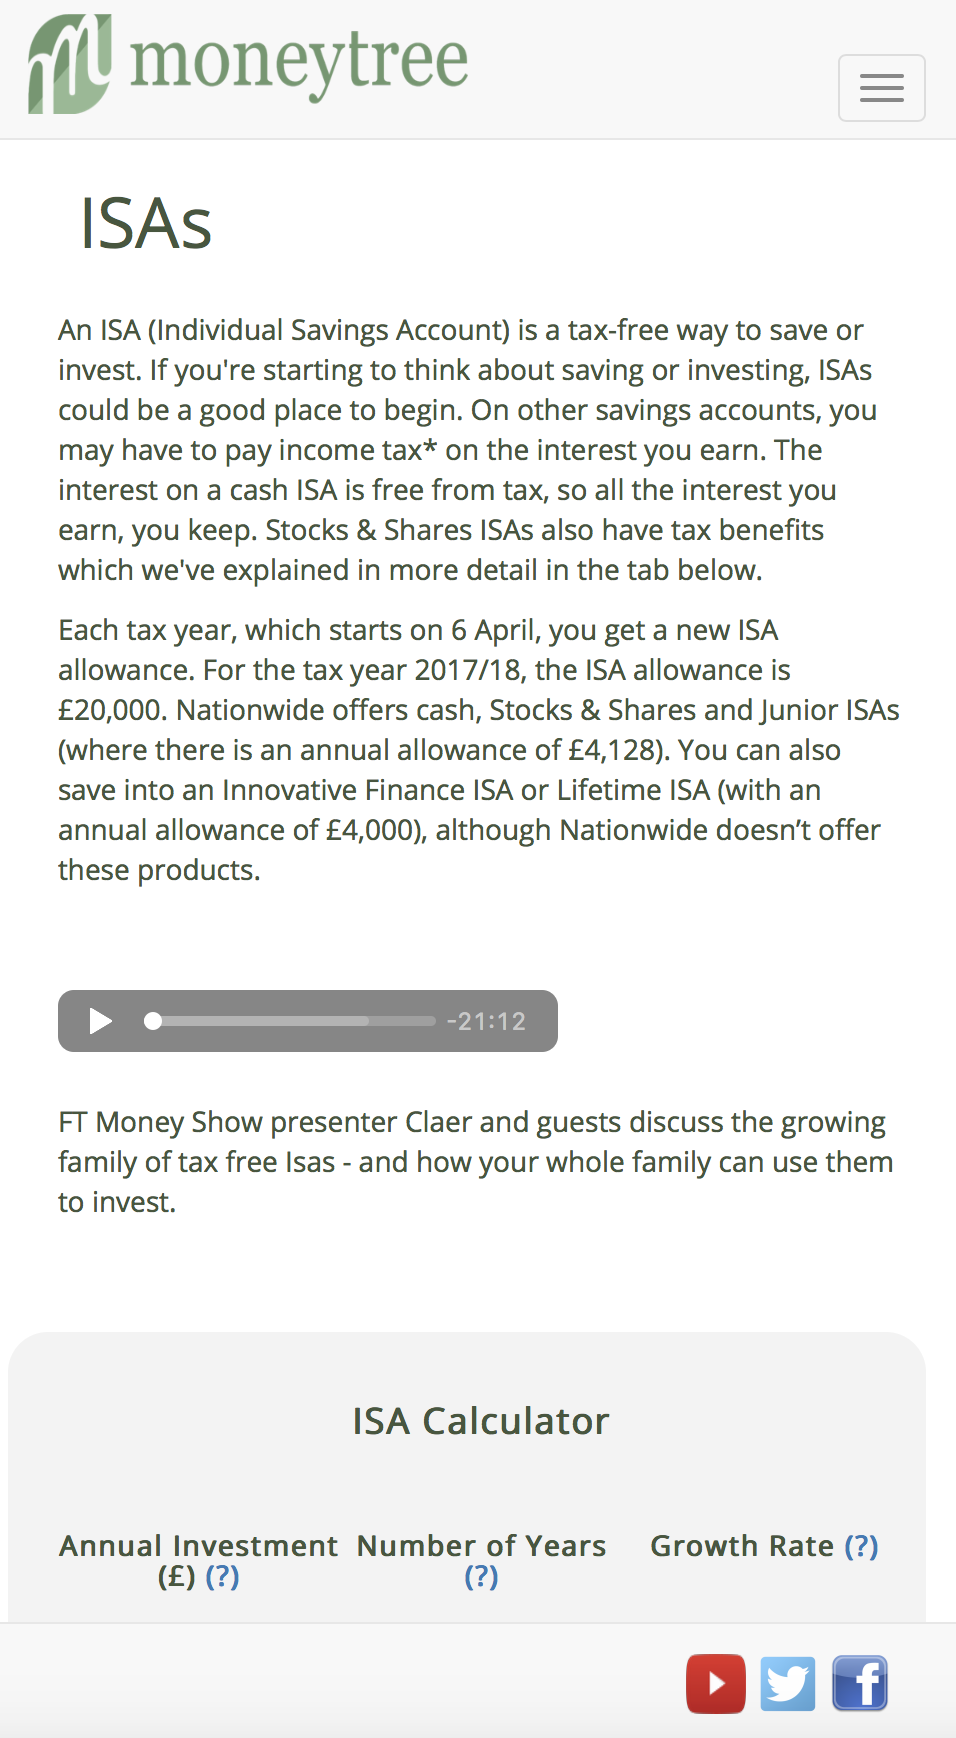 moneytree
ISAs
An ISA (Individual Savings Account) is a tax-free way to save or
invest. If you're starting to think about saving or investing, ISAs
could be a good place to begin. On other savings accounts, you
may have to pay income tax* on the interest you earn. The
interest on a cash ISA is free from tax, so all the interest you
earn, you keep. Stocks & Shares ISAs also have tax benefits
which we've explained in more detail in the tab below.
Each tax year, which starts on 6 April, you get a new ISA
allowance. For the tax year 2017/18, the ISA allowance is
£20,000. Nationwide offers cash, Stocks & Shares and Junior ISAs
(where there is an annual allowance of £4,128). You can also
save into an Innovative Finance ISA or Lifetime ISA (with an
annual allowance of £4,000), although Nationwide doesn’t offer
these products.
-21:12
FT Money Show presenter Claer and guests discuss the growing
family of tax free Isas - and how your whole family can use them
to invest.
ISA Calculator
Annual Investment
(£) (?)
Number of Years
(?)
Growth Rate (?)